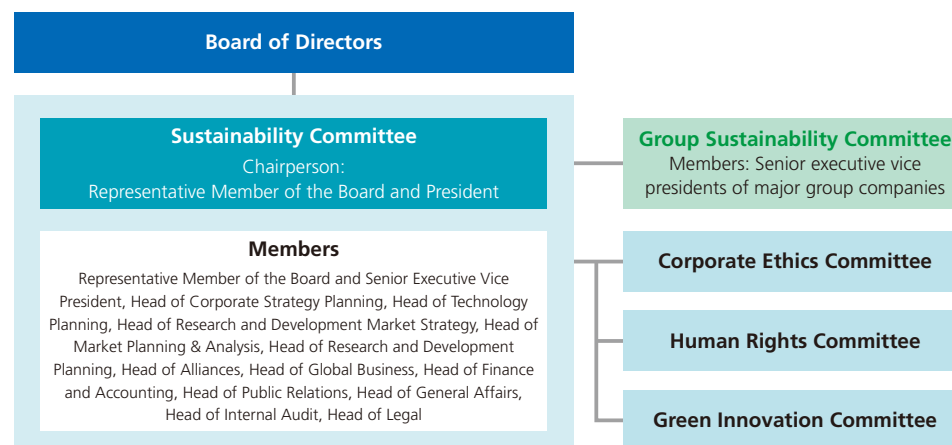 Board of Directors
Sustainability Committee
Chairperson:
Representative Member of the Board and President
Group Sustainability Committee
Members: Senior executive vice
presidents of major group companies
Members
Representative Member of the Board and Senior Executive Vice
President, Head of Corporate Strategy Planning, Head of Technology
Planning, Head of Research and Development Market Strategy, Head of
Market Planning & Analysis, Head of Research and Development
Planning, Head of Alliances, Head of Global Business, Head of Finance
and Accounting, Head of Public Relations, Head of General Affairs,
Head of Internal Audit, Head of Legal
Corporate Ethics Committee
Human Rights Committee
Green Innovation Committee